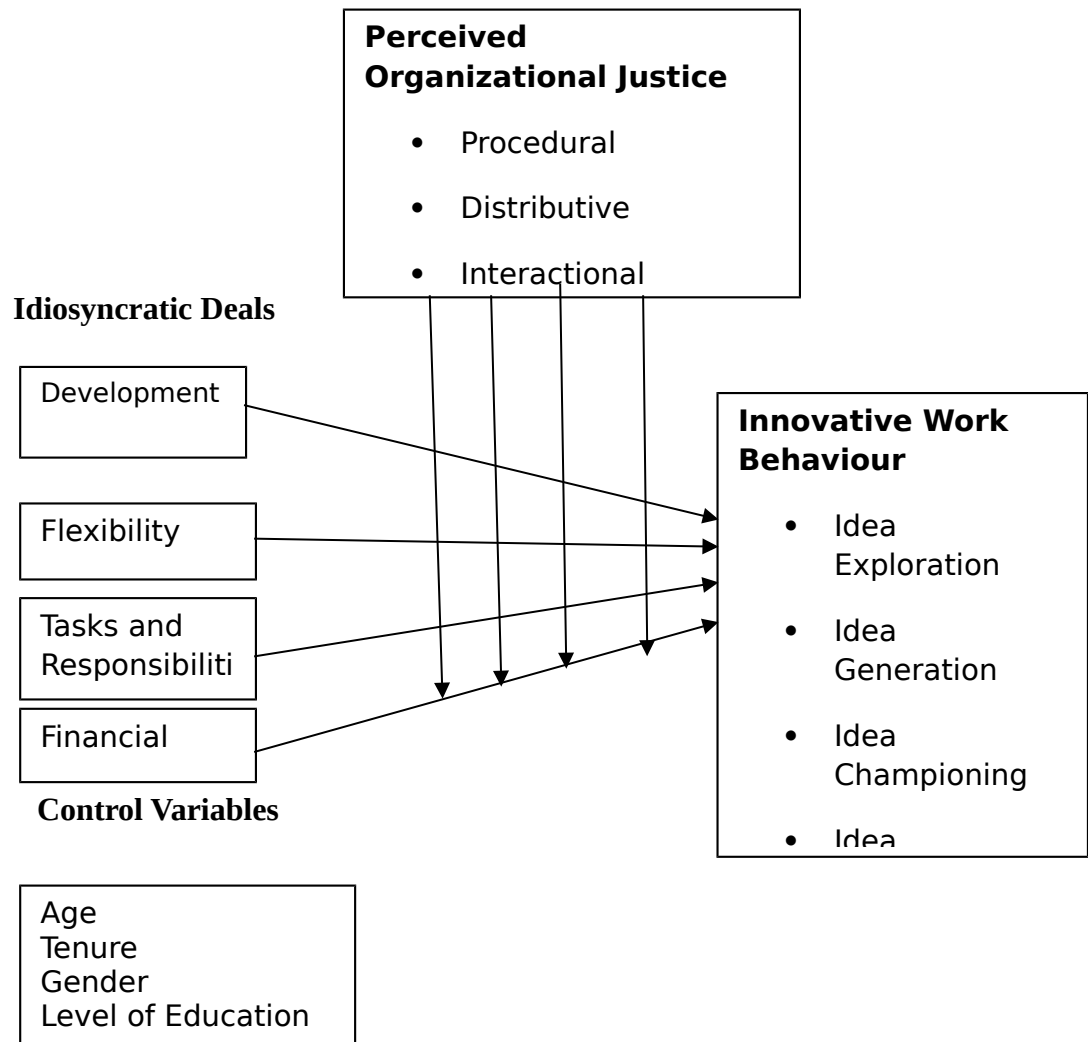 Perceived
Organizational Justice
• Procedural
• Distributive
• Interactional
Idiosyncratic Deals
Development
Flexibility
Tasks and
Responsibiliti
Financial
Innovative Work
Behaviour
• Idea
Exploration
• Idea
Generation
• Idea
Championing
• Idea
Control Variables
Age
Tenure
Gender
Level of Education